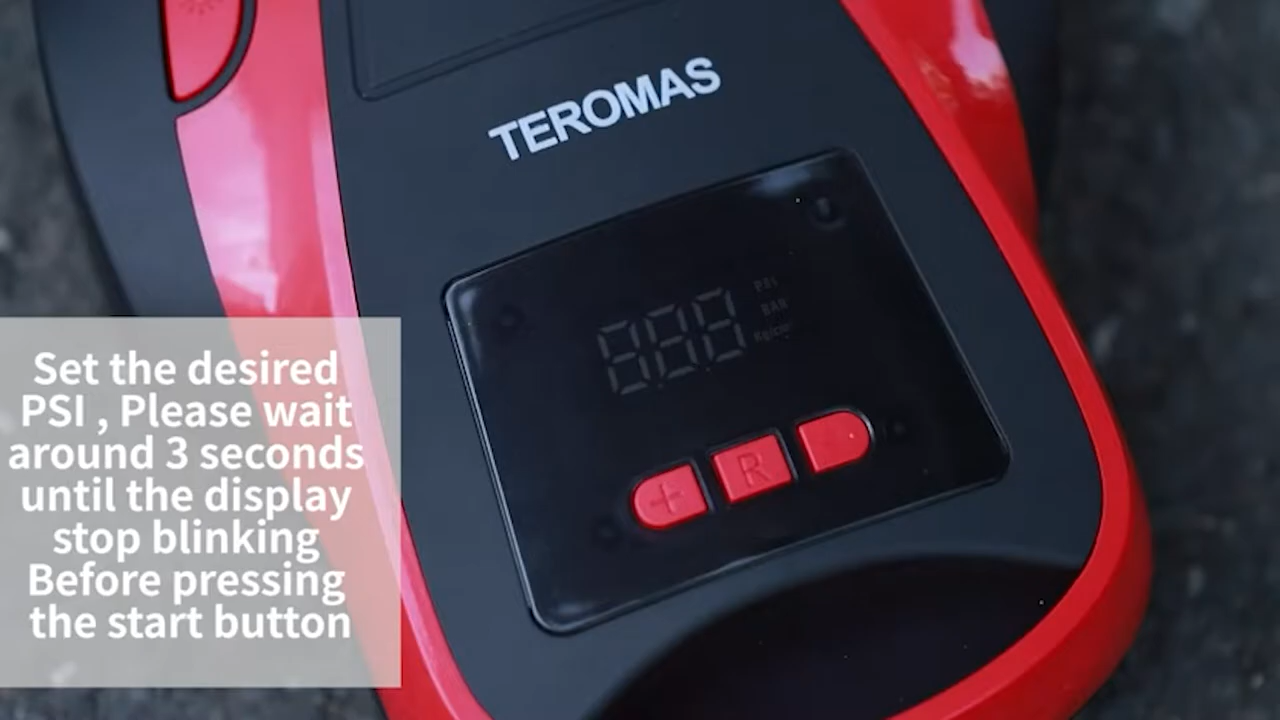 TEROMAS
888
PSI
BAR
+
R
Set the desired
PSI , Please wait
around 3 seconds
until the display
stop blinking
Before pressing
the start button